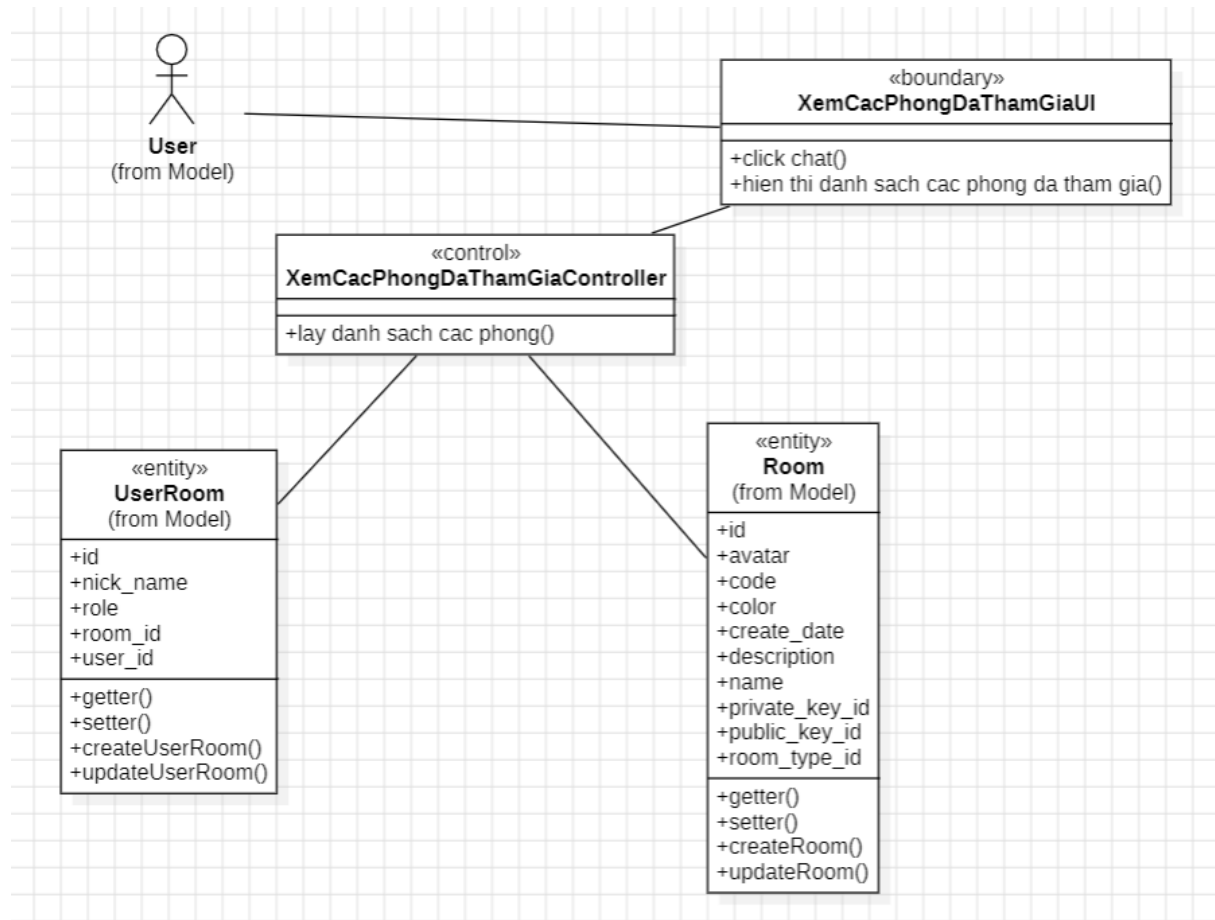 User
(from Model)
«boundary»
XemCacPhongDaThamGiaUI
+click chat()
+hien thi danh sach cac phong da tham gia()
«control»
XemCacPhongDaThamGiaController
+lay danh sach cac phong()
«entity»
UserRoom
(from Model)
+id
+nick_name
+role
+room_id
+user_id
+getter()
+setter()
+createUserRoom()
+updateUserRoom()
«entity»
Room
(from Model)
+id
+avatar
+code
+color
+create_date
+description
+name
+private_key_id
+public_key_id
+room_type_id
+getter()
+setter()
+createRoom()
+updateRoom()